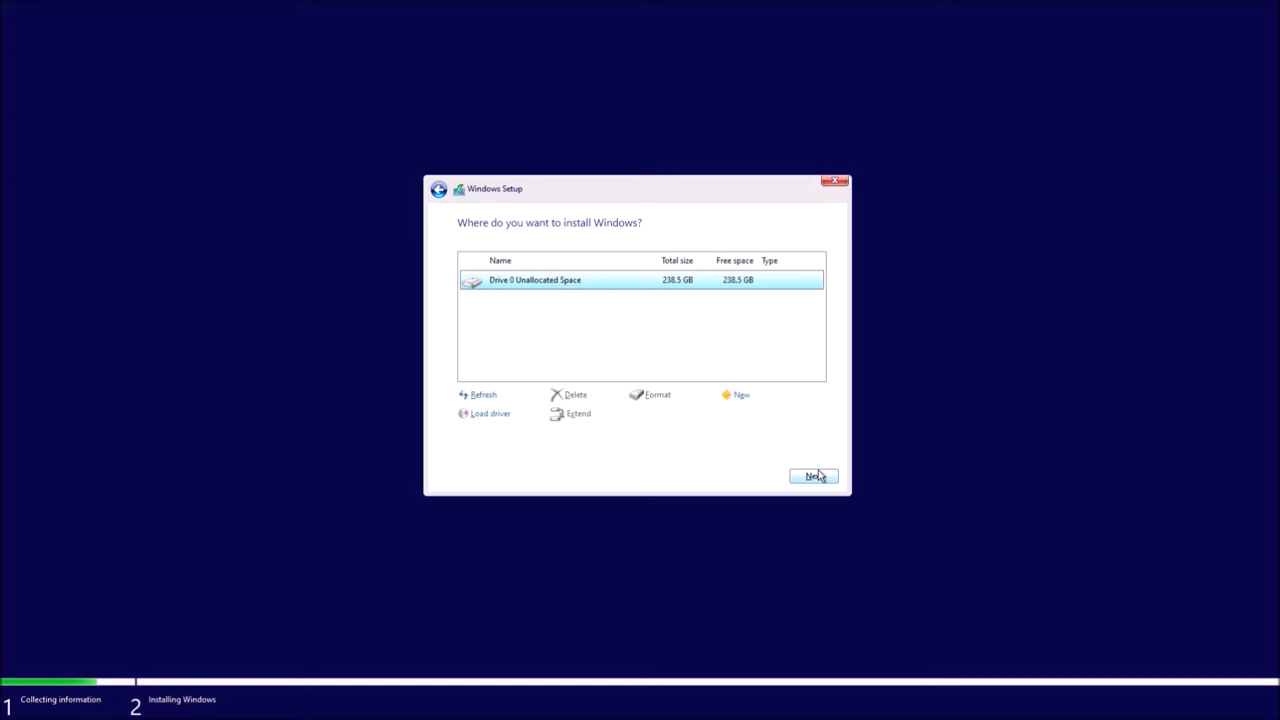 Windows Setup
Where do you want to install Windows?
Name Total size Free space Type
Drive 0 Unallocated Space 238.5 GB 238.5 GB
Refresh Delete Format New
Load driver Extend
1 Collecting information 2 Installing Windows